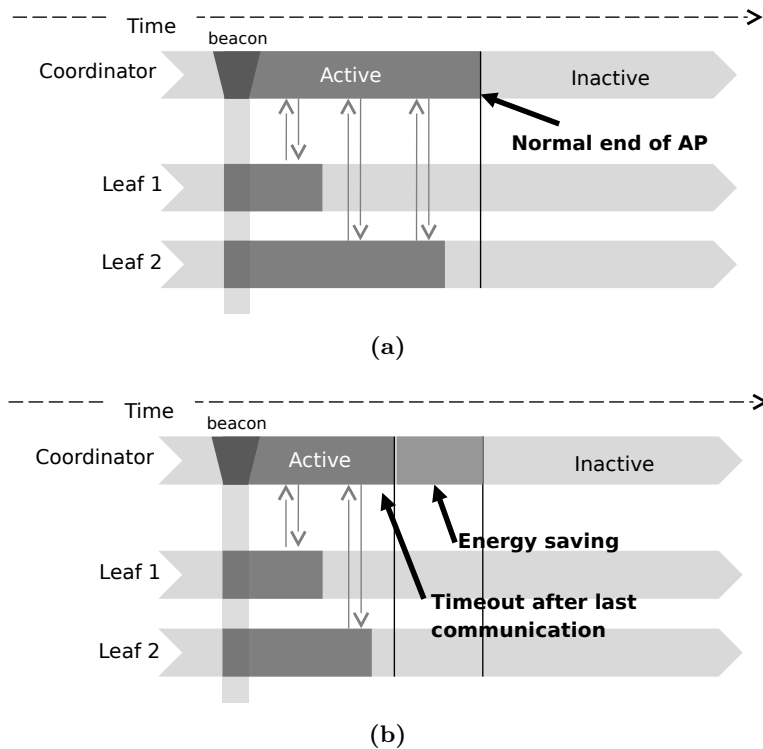 Time
beacon
Coordinator
Active
Inactive
Normal end of AP
Leaf 1
Leaf 2
(a)
Time
beacon
Coordinator
Active
Inactive
Energy saving
Leaf 1
Timeout after last
communication
Leaf 2
(b)